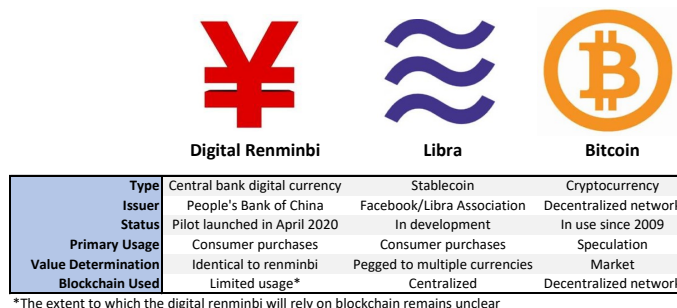 Digital Renminbi Libra Bitcoin
Type Central bank digital currency Stablecoin Cryptocurrency
Issuer People's Bank of China Facebook/Libra Association Decentralized network
Status Pilot launched in April 2020 In development In use since 2009
Primary Usage Consumer purchases Consumer purchases Speculation
Value Determination Identical to renminbi Pegged to multiple currencies Market
Blockchain Used Limited usage* Centralized Decentralized network
*The extent to which the digital renminbi will rely on blockchain remains unclear